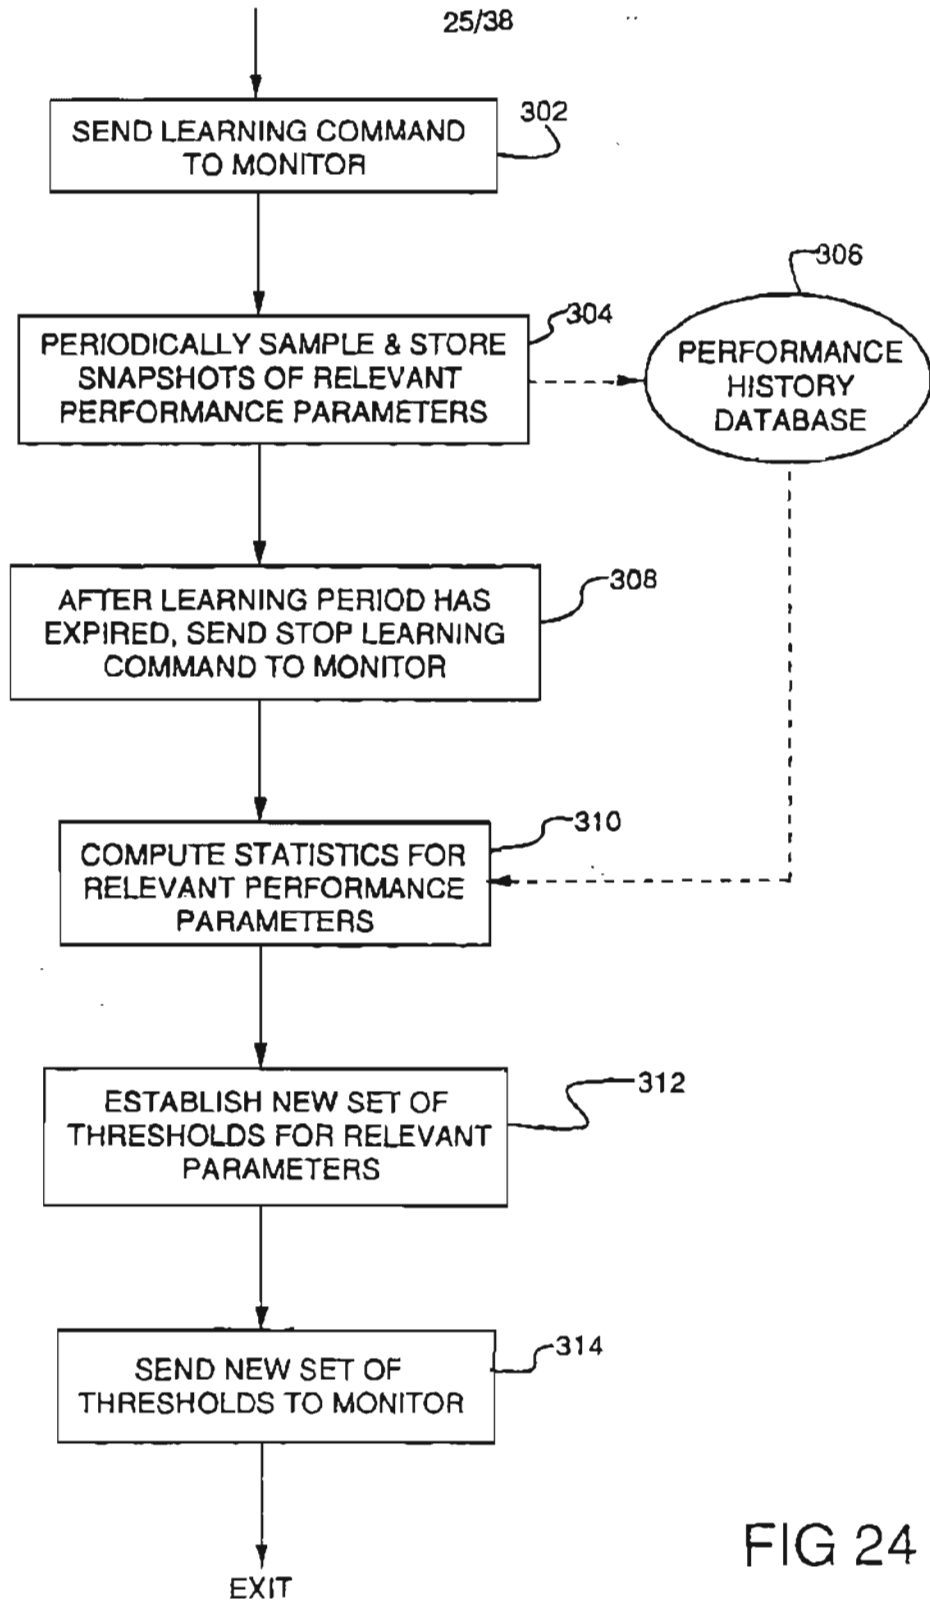 25/38
302
SEND LEARNING COMMAND
TO MONITOR
304
306
PERIODICALLY SAMPLE & STORE
SNAPSHOTS OF RELEVANT
PERFORMANCE PARAMETERS
PERFORMANCE
HISTORY
DATABASE
308
AFTER LEARNING PERIOD HAS
EXPIRED, SEND STOP LEARNING
COMMAND TO MONITOR
310
COMPUTE STATISTICS FOR
RELEVANT PERFORMANCE
PARAMETERS
312
ESTABLISH NEW SET OF
THRESHOLDS FOR RELEVANT
PARAMETERS
314
SEND NEW SET OF
THRESHOLDS TO MONITOR
EXIT
FIG 24